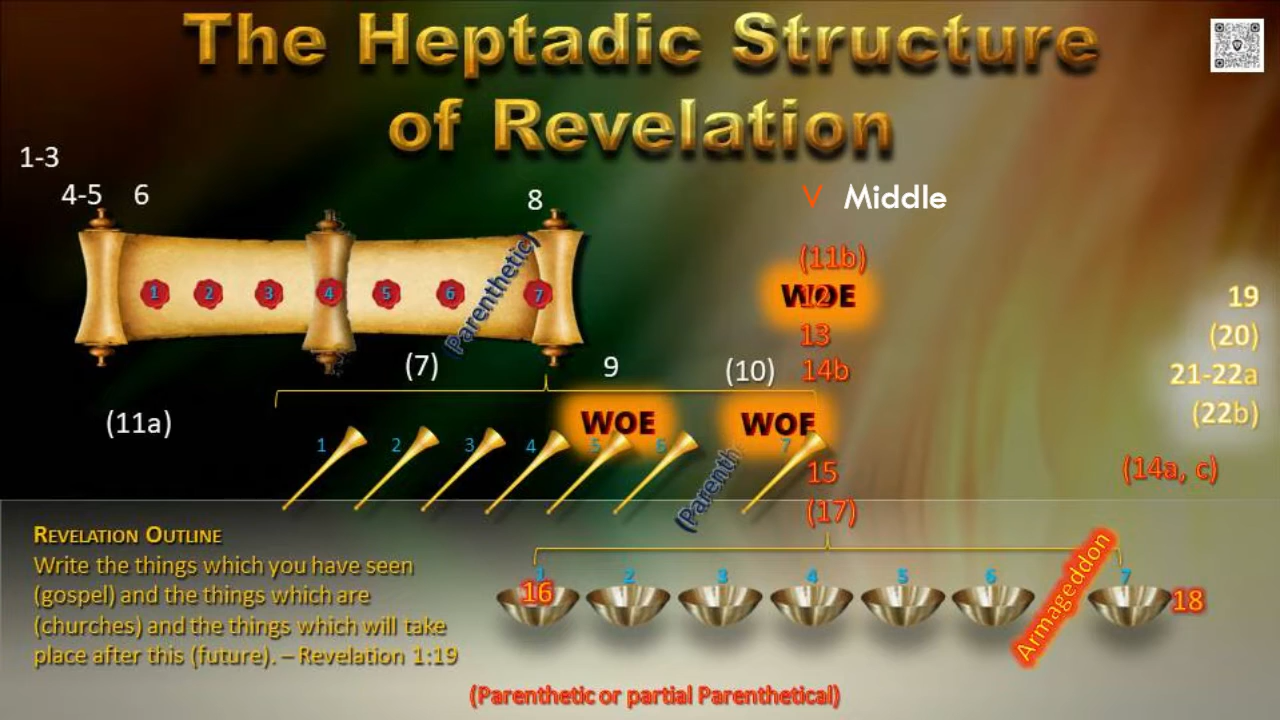 The Heptadic Structure
of Revelation
1-3
4-5 6 8
V Middle
1 2 3 4 5 6 7
(Parenthetic)
(11b)
WOE
12
13
14b
19
(20)
21-22a
(22b)
(7) 9 (10)
(11a)
WOE WOE
1 2 3 4 5 6 7
15
(17)
(14a, c)
REVELATION OUTLINE
Write the things which you have seen
(gospel) and the things which are
(churches) and the things which will take
place after this (future). – Revelation 1:19
1 2 3 4 5 6 7
16
Armageddon
18
(Parenthetic or partial Parenthetical)